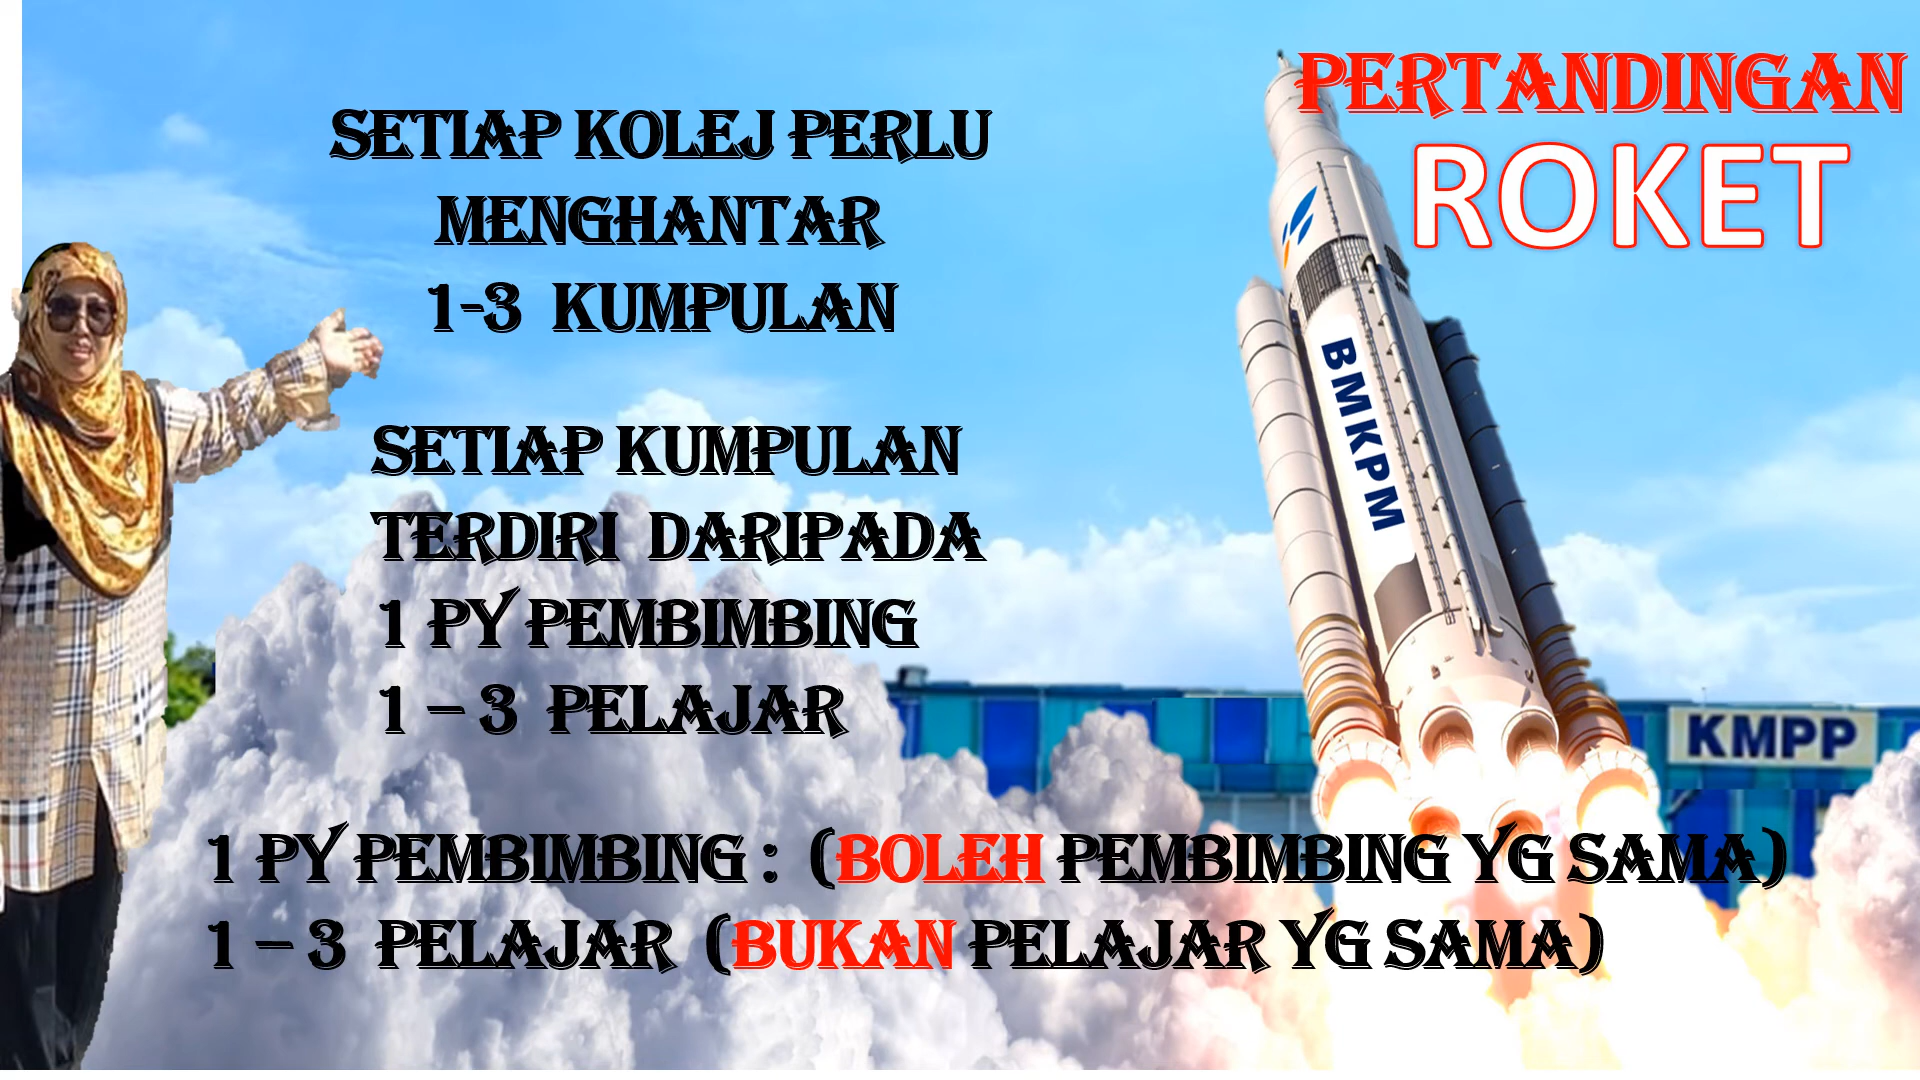 PERTANDINGAN
ROKET
SETIAP KOLEJ PERLU
MENGHANTAR
1-3 KUMPULAN
SETIAP KUMPULAN
TERDIRI DARIPADA
1 PY PEMBIMBING
1 – 3 PELAJAR
1 PY PEMBIMBING : (BOLEH PEMBIMBING YG SAMA)
1 – 3 PELAJAR (BUKAN PELAJAR YG SAMA)
BMKPM
KMPP